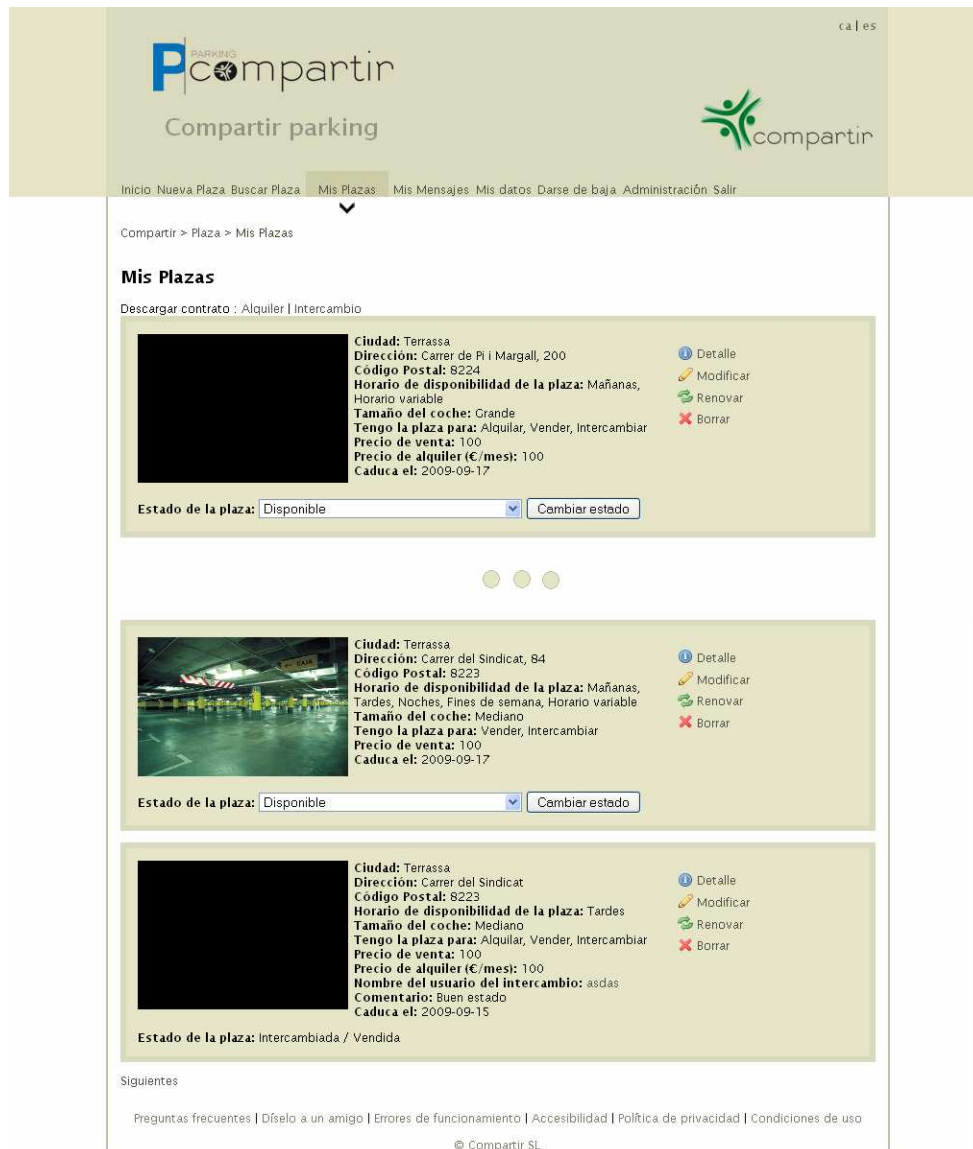 ca | es
PARKING
Pcompartir
Compartir parking
compartir
Inicio Nueva Plaza Buscar Plaza Mis Plazas Mis Mensajes Mis datos Darse de baja Administración Salir
Compartir > Plaza > Mis Plazas
Mis Plazas
Descargar contrato : Alquiler | Intercambio
Ciudad: Terrassa
Dirección: Carrer de Pi i Margall, 200
Código Postal: 8224
Horario de disponibilidad de la plaza: Mañanas,
Horario variable
Tamaño del coche: Grande
Tengo la plaza para: Alquilar, Vender, Intercambiar
Precio de venta: 100
Precio de alquiler (€/mes): 100
Caduca el: 2009-09-17
Detalle
Modificar
Renovar
Borrar
Estado de la plaza: Disponible Cambiar estado
Ciudad: Terrassa
Dirección: Carrer del Sindicat, 84
Código Postal: 8223
Horario de disponibilidad de la plaza: Mañanas,
Tardes, Noches, Fines de semana, Horario variable
Tamaño del coche: Mediano
Tengo la plaza para: Vender, Intercambiar
Precio de venta: 100
Caduca el: 2009-09-17
Detalle
Modificar
Renovar
Borrar
Estado de la plaza: Disponible Cambiar estado
Ciudad: Terrassa
Dirección: Carrer del Sindicat
Código Postal: 8223
Horario de disponibilidad de la plaza: Tardes
Tamaño del coche: Mediano
Tengo la plaza para: Alquilar, Vender, Intercambiar
Precio de venta: 100
Precio de alquiler (€/mes): 100
Nombre del usuario del intercambio: asdas
Comentario: Buen estado
Caduca el: 2009-09-15
Detalle
Modificar
Renovar
Borrar
Estado de la plaza: Intercambiada / Vendida
Siguientes
Preguntas frecuentes | Díselo a un amigo | Errores de funcionamiento | Accesibilidad | Política de privacidad | Condiciones de uso
© Compartir SL